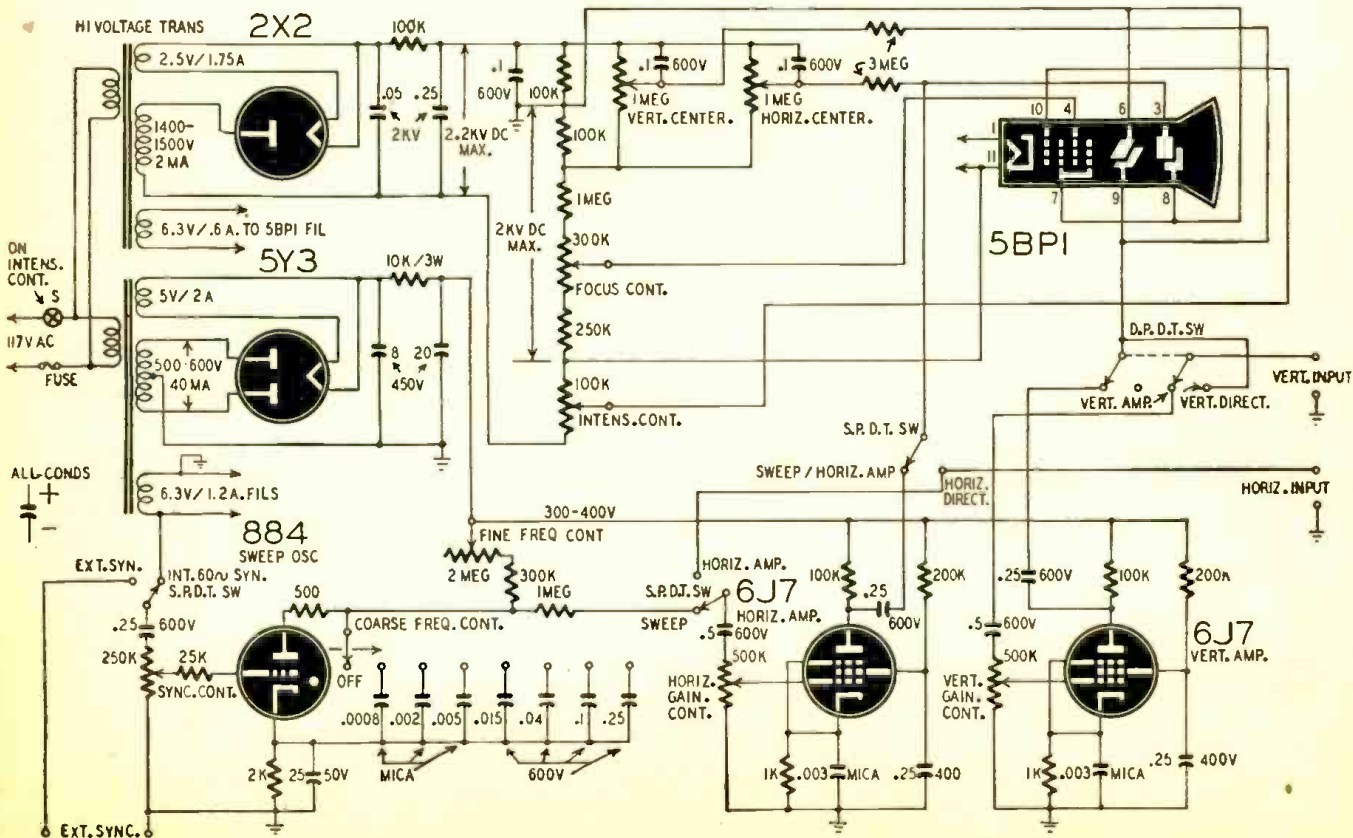 HI VOLTAGE TRANS
2X2
2.5V/1.75A
100K
.05
.25
2KV
2.2KV DC
MAX.
1400-
1500V
2 MA
6.3V/.6 A. TO 5BP1 FIL
.1
600V
100K
100K
.1
600V
1 MEG
VERT. CENTER.
.1
600V
1 MEG
HORIZ. CENTER.
3 MEG
1 MEG
2KV DC
MAX.
300K
FOCUS CONT.
250K
100K
INTENS. CONT.
10
4
6
3
1
11
7
9
8
5BP1
ON
INTENS.
CONT.
S
117V AC
FUSE
5Y3
5V/2A
10K/3W
500-600V
40 MA
8
20
450V
6.3V/1.2A. FILS
ALL CONDS
+
-
D.P.D.T. SW
VERT. AMP.
VERT. DIRECT.
VERT. INPUT
S.P.D.T. SW
SWEEP/HORIZ. AMP
HORIZ.
DIRECT.
HORIZ. INPUT
884
SWEEP OSC
EXT. SYN.
INT. 60~ SYN.
S.P.D.T. SW
.25
600V
250K
25K
SYNC. CONT.
EXT. SYNC.
500
COARSE FREQ. CONT.
OFF
2K
25
50V
.0008
.002
.005
.015
.04
.1
.25
MICA
600V
300-400V
FINE FREQ CONT
2 MEG
300K
1MEG
HORIZ. AMP.
S.P.D.T. SW
SWEEP
6J7
HORIZ. AMP.
.5
600V
500K
HORIZ.
GAIN
CONT.
100K
.25
600V
200K
1K
.003
MICA
.25
400
.25
600V
100K
200K
.5
600V
500K
VERT.
GAIN.
CONT.
6J7
VERT. AMP.
1K
.003
MICA
.25
400V